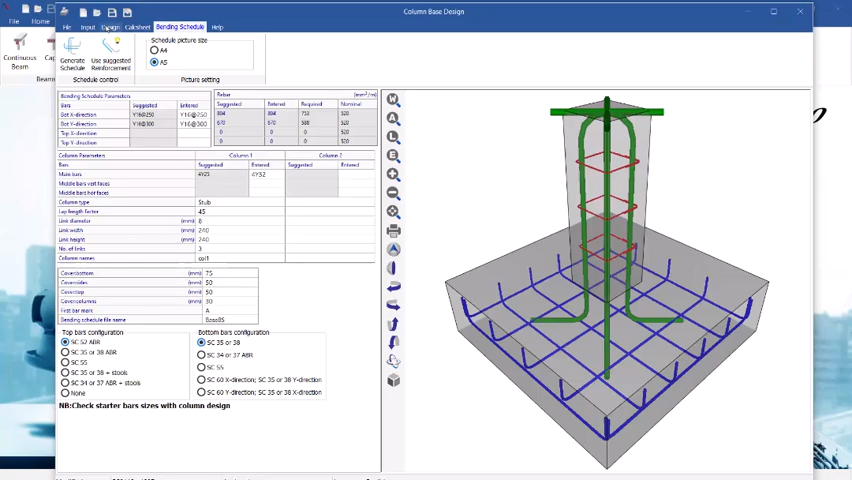 Column Base Design
File Home
File Input Design Calcsheet Bending Schedule Help
Schedule picture size
A4
A5
Continuous Beam
Generate Schedule
Use suggested Reinforcement
Schedule control
Picture setting
Bending Schedule Parameters
Bars Suggested Entered
Bot X-direction Y16@250 Y16@250
Bot Y-direction Y16@300 Y16@300
Top X-direction
Top Y-direction
Rebar (mm²/m)
Suggested Entered Required Nominal
804 804 753 520
670 670 588 520
0 0 0 520
0 0 0 520
Column Parameters Column 1 Column 2
Bars Suggested Entered Suggested Entered
Main bars 4Y25 4Y32
Middle bars vert faces
Middle bars hor faces
Column type Stub
Lap length factor 45
Link diameter (mm) 8
Link width (mm) 240
Link height (mm) 240
No. of links 3
Column names col1
Cover:bottom (mm) 75
Cover:sides (mm) 50
Cover:top (mm) 50
Cover:columns (mm) 30
First bar mark A
Bending schedule file name
Top bars configuration
SC 52 ABR
SC 35 or 38 ABR
SC 55
SC 35 or 38 + stools
SC 34 or 37 ABR + stools
None
Bottom bars configuration
SC 35 or 38
SC 34 or 37 ABR
SC 55
SC 60 X-direction; SC 35 or 38 Y-direction
SC 60 Y-direction; SC 35 or 38 X-direction
NB:Check starter bars sizes with column design